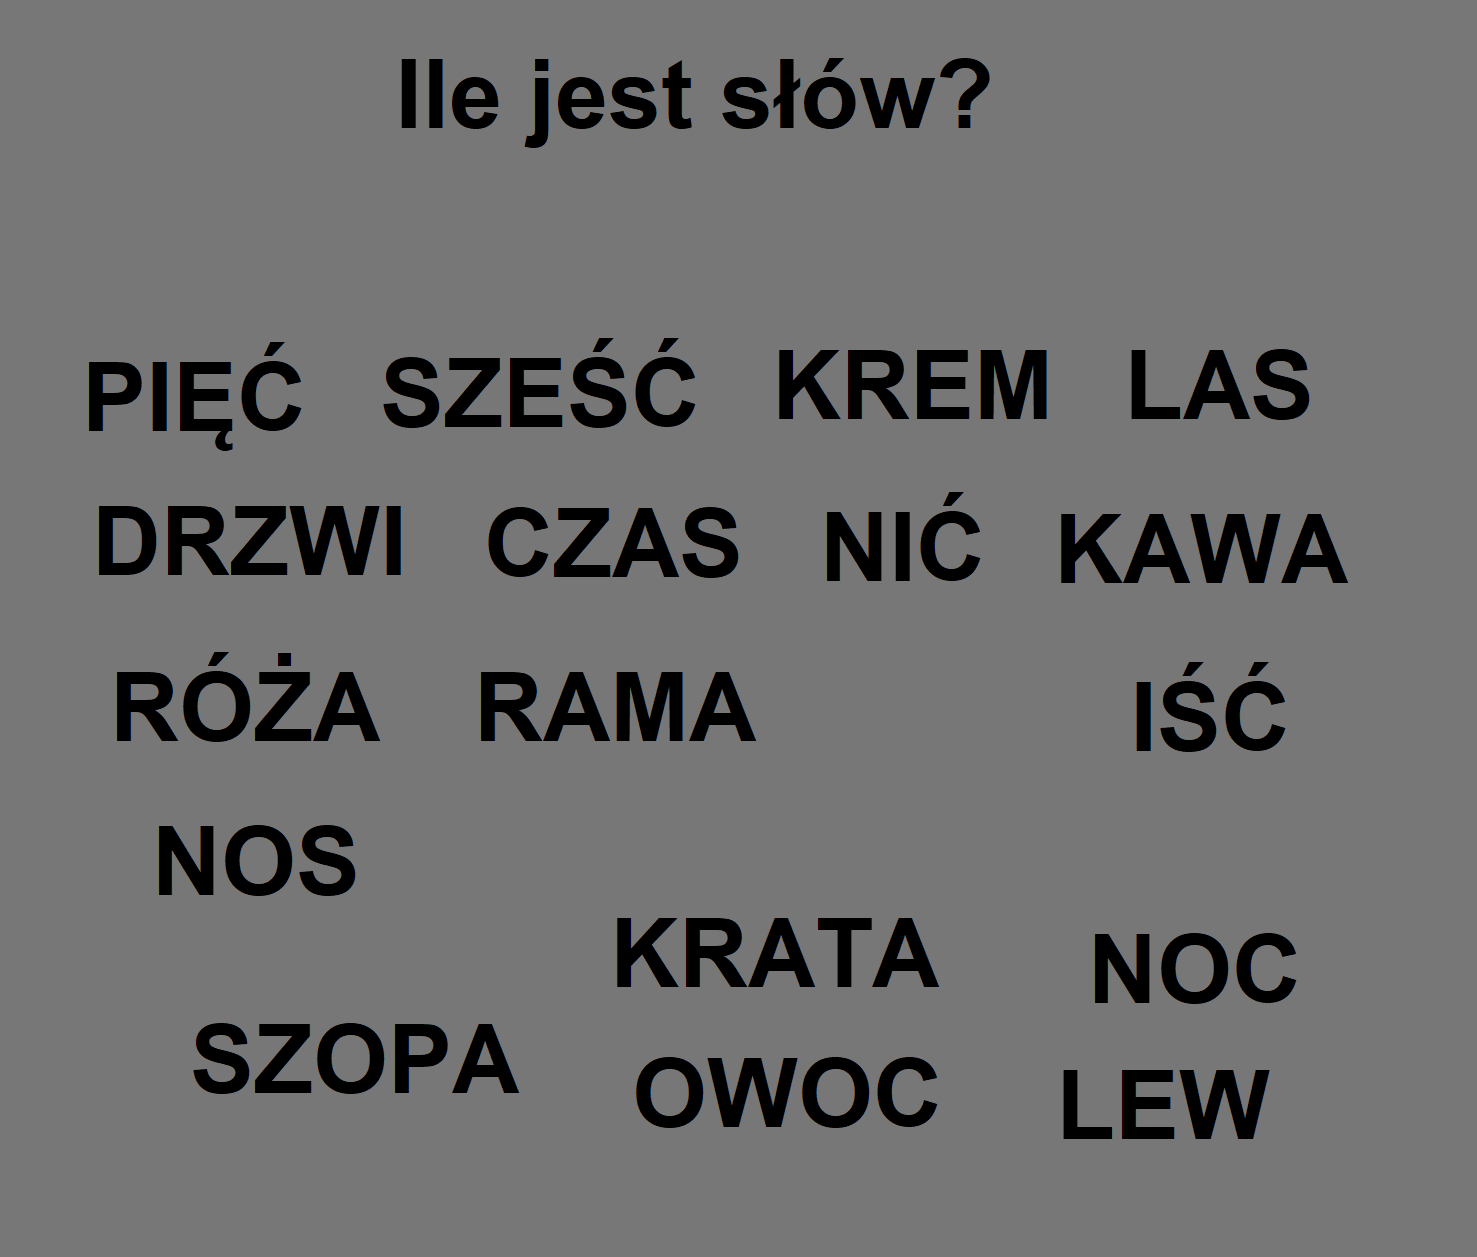 Ile jest słów?
PIĘĆ SZEŚĆ KREM LAS
DRZWI CZAS NIĆ KAWA
RÓŻA RAMA IŚĆ
NOS
KRATA NOC
SZOPA OWOC LEW